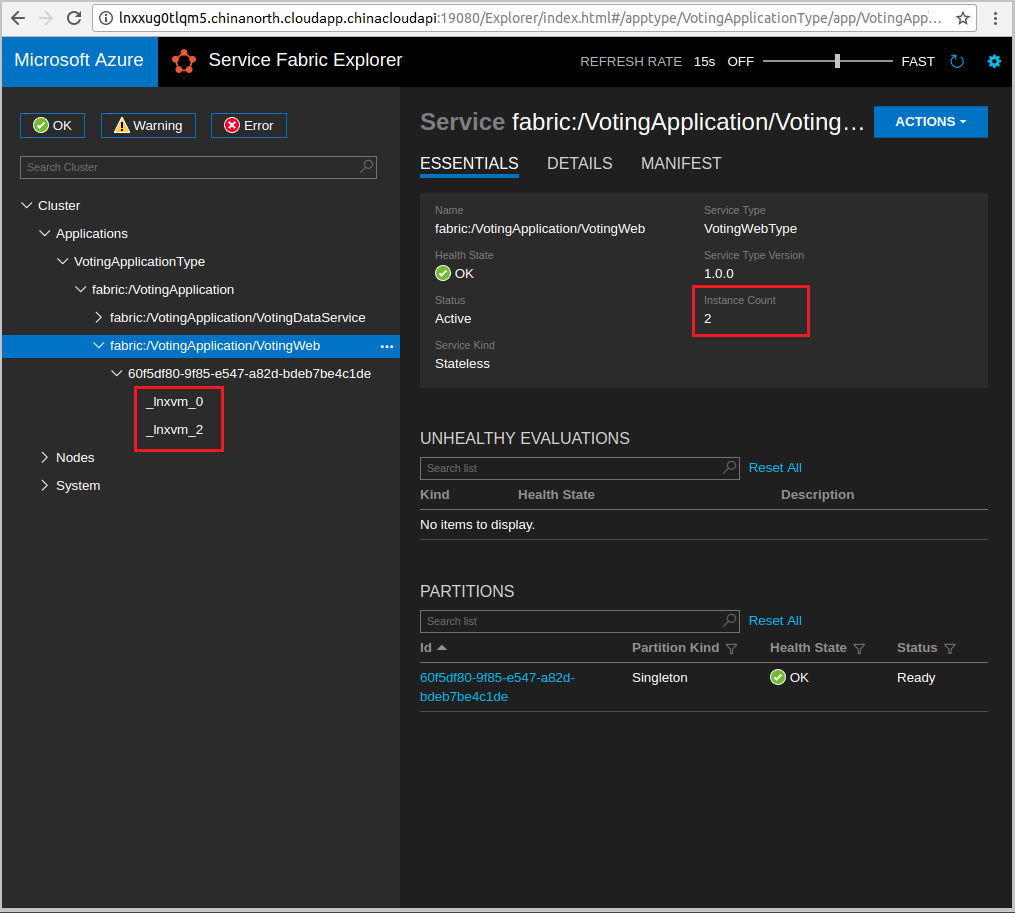 lnxxug0tlqm5.chinanorth.cloudapp.chinacloudapi:19080/Explorer/index.html#/apptype/VotingApplicationType/app/VotingApp...
Microsoft Azure
Service Fabric Explorer
REFRESH RATE 15s OFF FAST
OK Warning Error
Search Cluster
Cluster
Applications
VotingApplicationType
fabric:/VotingApplication
fabric:/VotingApplication/VotingDataService
fabric:/VotingApplication/VotingWeb ...
60f5df80-9f85-e547-a82d-bdeb7be4c1de
_lnxvm_0
_lnxvm_2
Nodes
System
Service fabric:/VotingApplication/Voting...
ACTIONS
ESSENTIALS DETAILS MANIFEST
Name
fabric:/VotingApplication/VotingWeb
Service Type
VotingWebType
Health State
OK
Service Type Version
1.0.0
Status
Active
Instance Count
2
Service Kind
Stateless
UNHEALTHY EVALUATIONS
Search list Reset All
Kind Health State Description
No items to display.
PARTITIONS
Search list Reset All
Id Partition Kind Health State Status
60f5df80-9f85-e547-a82d- Singleton OK Ready
bdeb7be4c1de